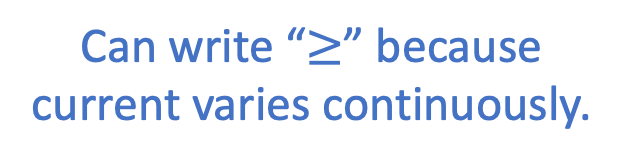 Can write “≥” because
current varies continuously.